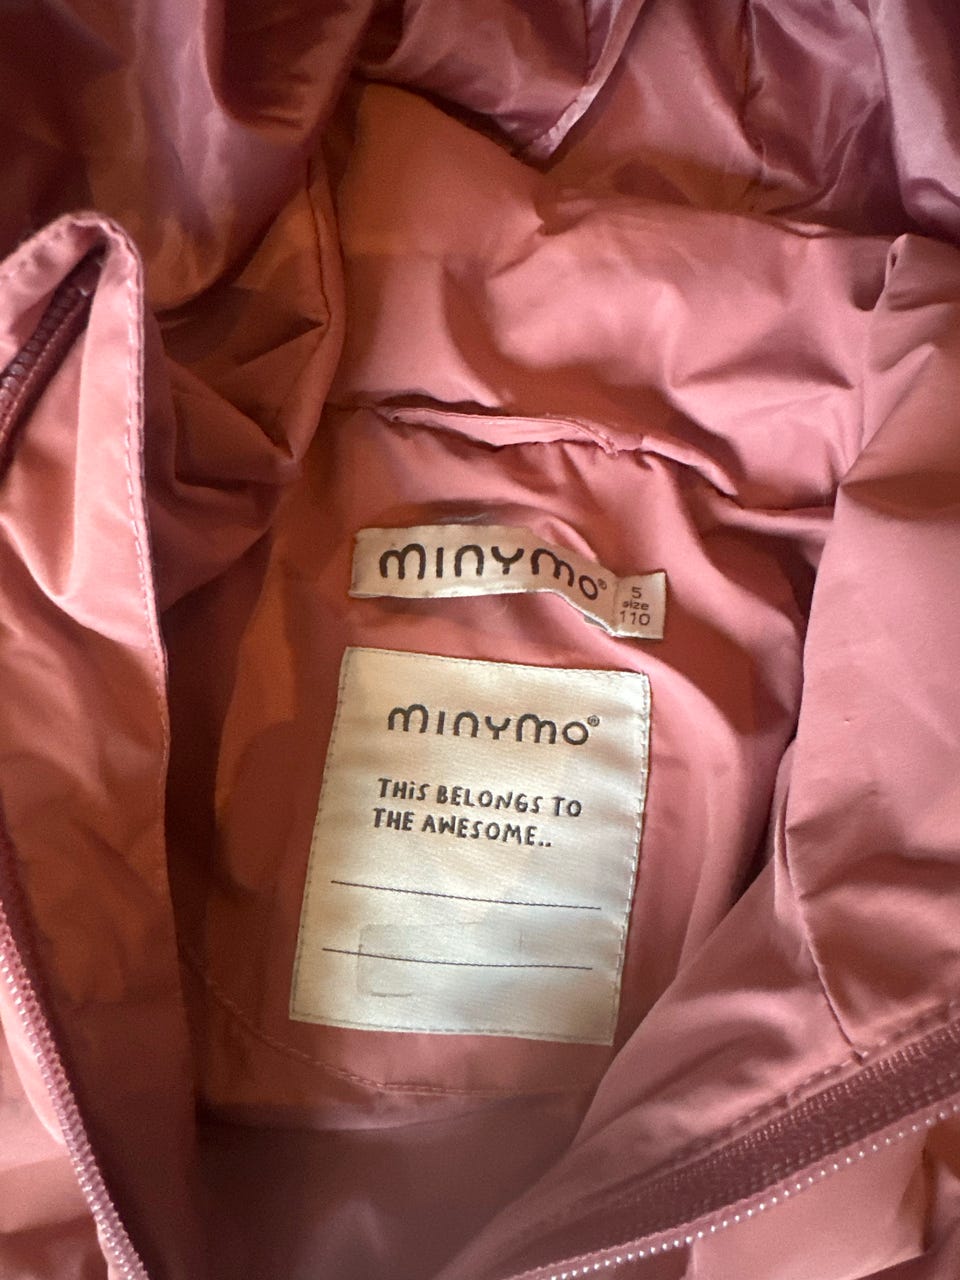 minymo®
5
size
110
minymo®
THiS BELONGS TO
THE AWESOME..